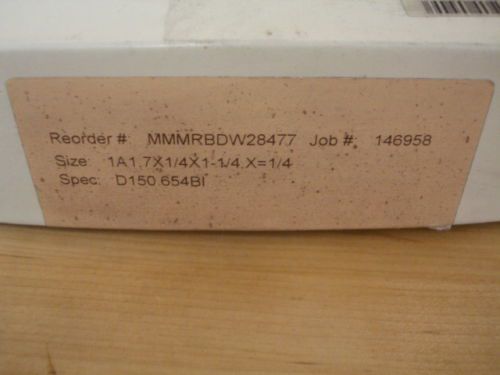 Reorder #: MMMRBDW28477 Job #: 146958
Size: 1A1,7X1/4X1-1/4,X=1/4
Spec: D150 654BI